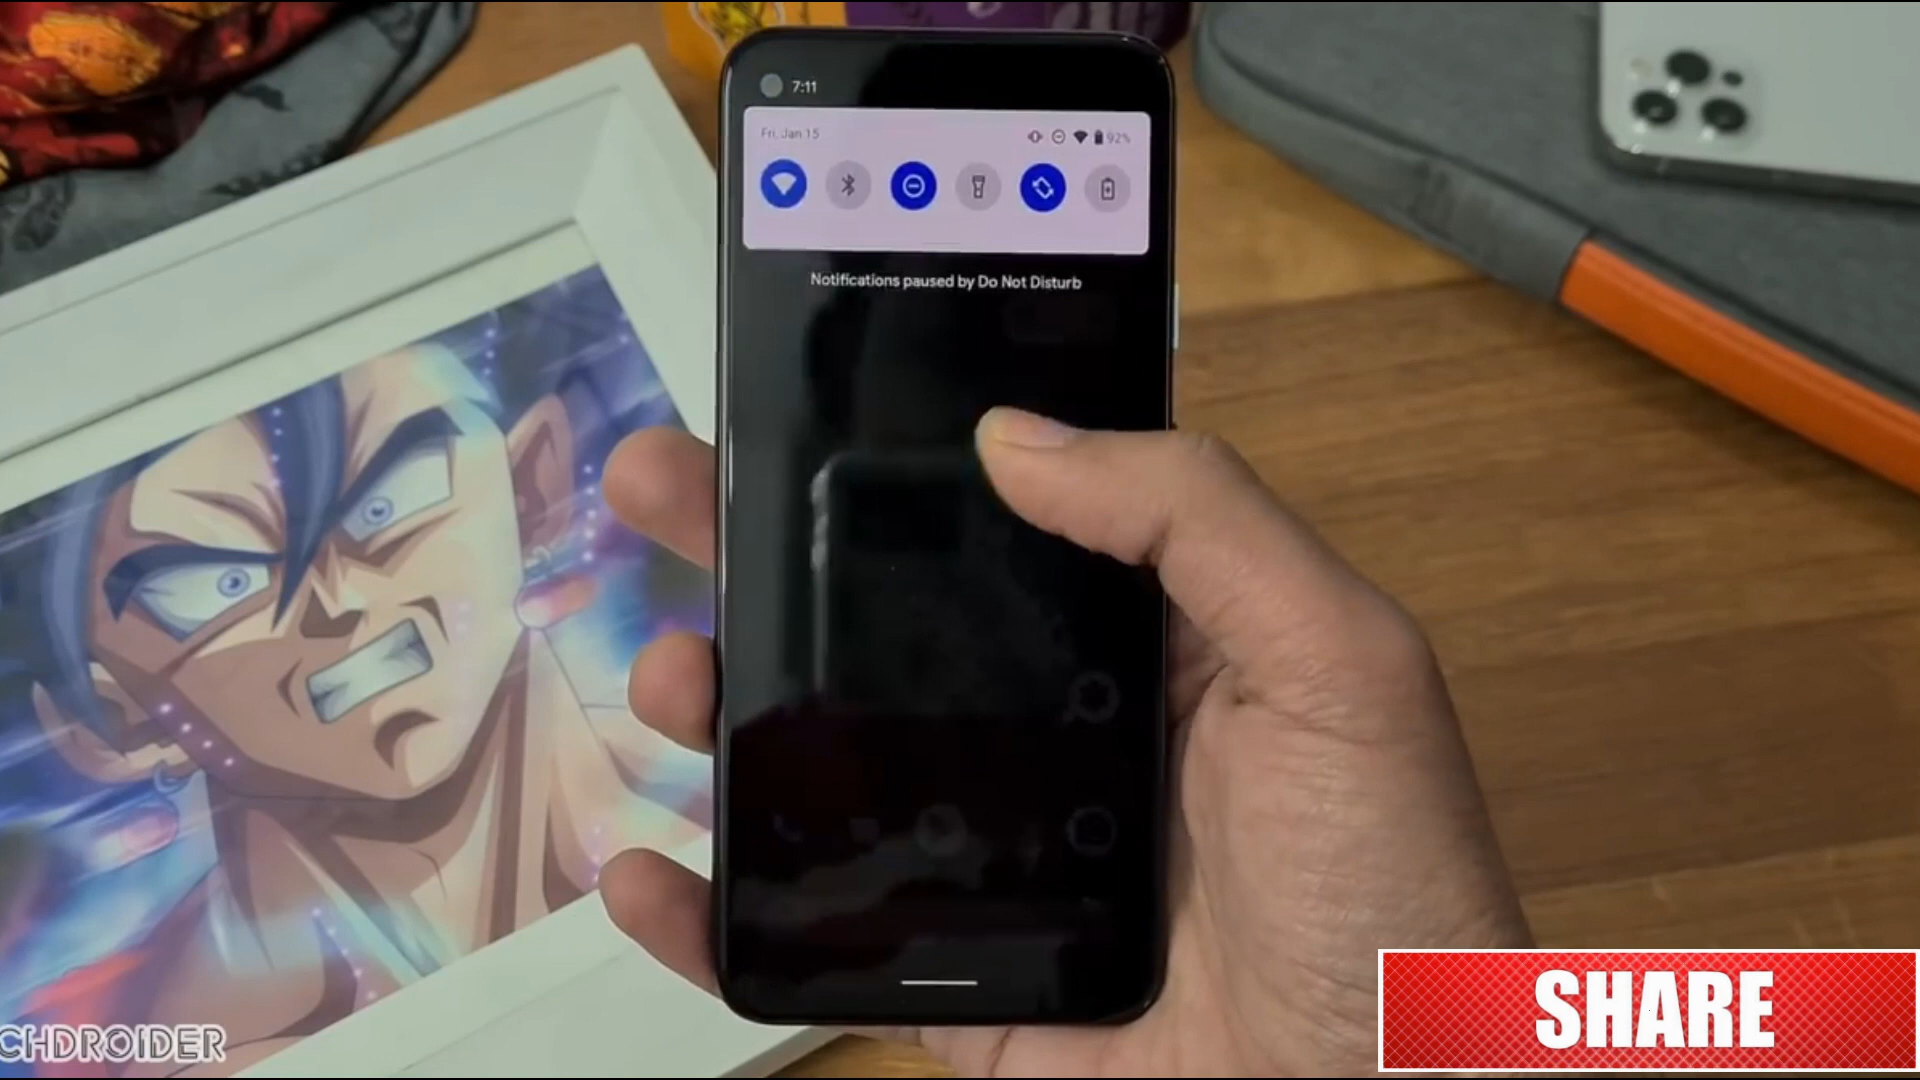 7:11
Fri, Jan 15
92%
Notifications paused by Do Not Disturb
CHDROIDER
SHARE